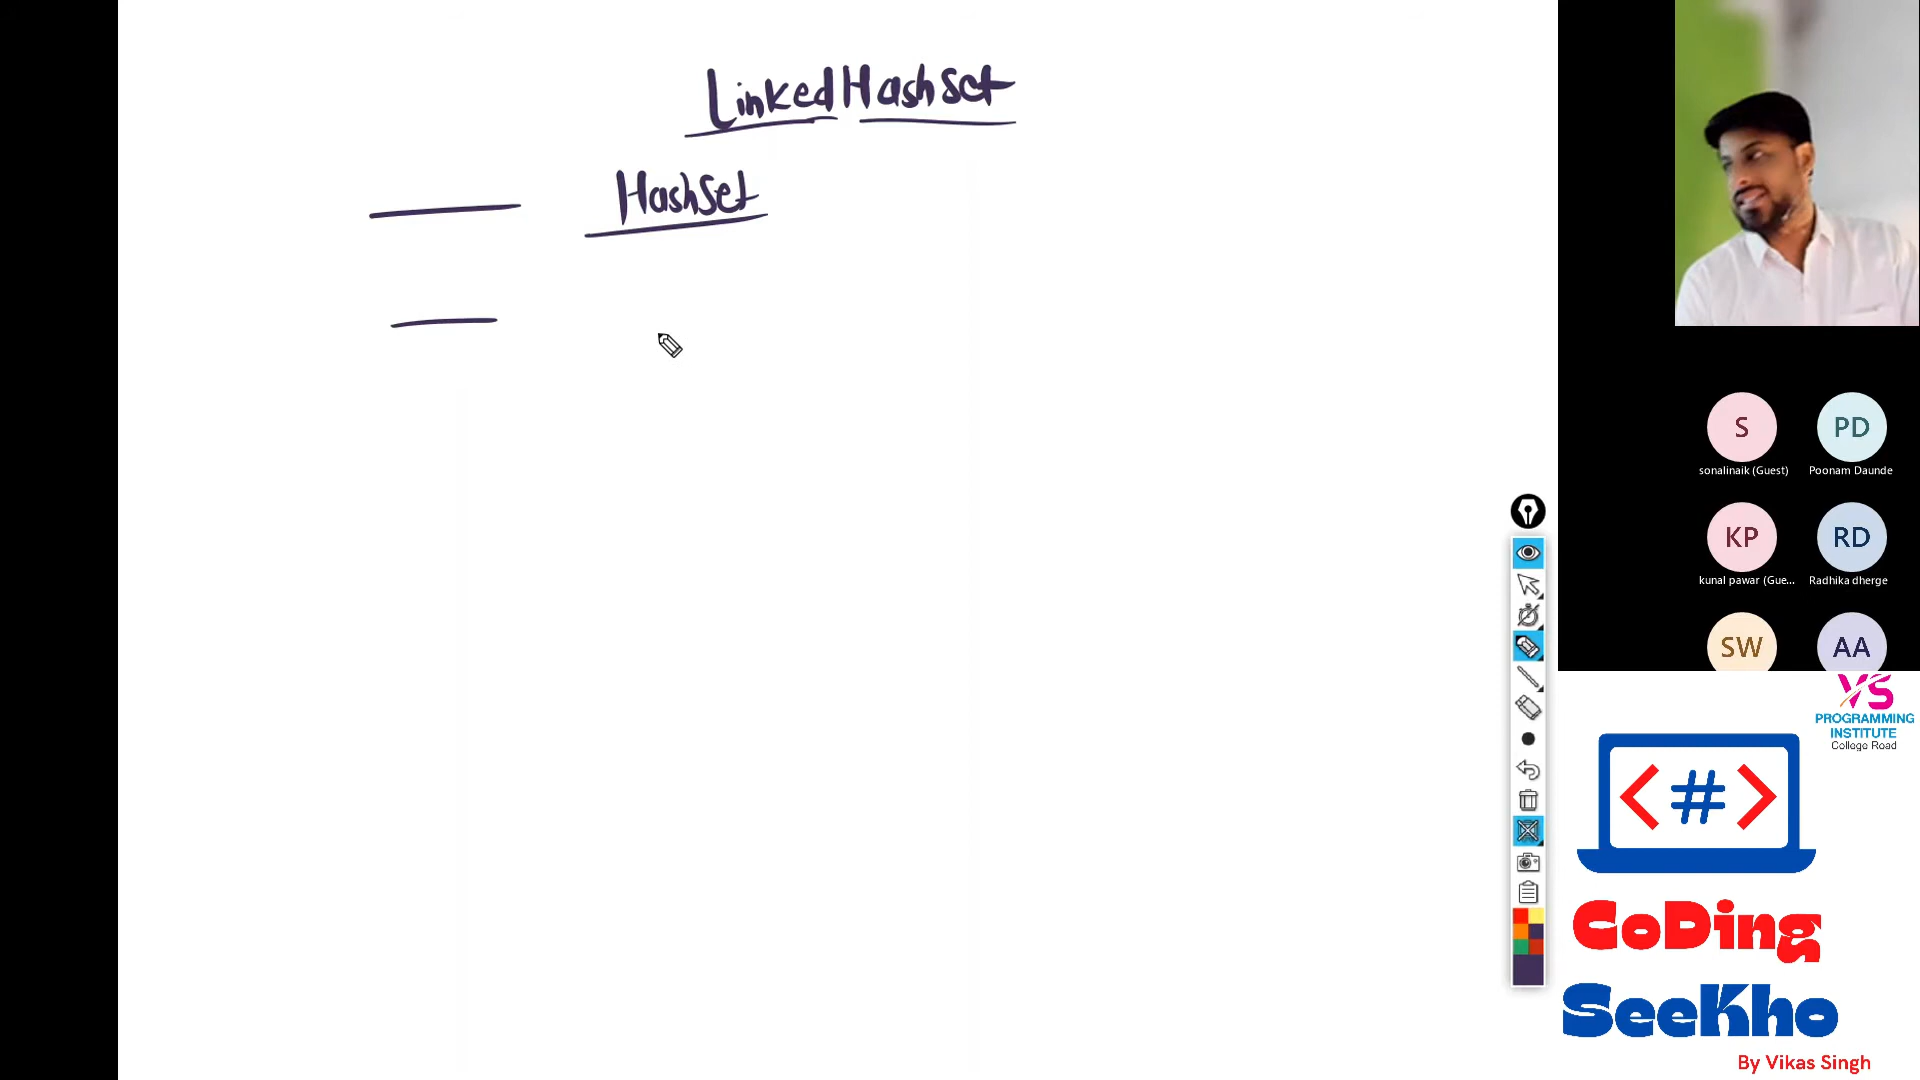 LinkedHashSet
HashSet
S
PD
sonalinaik (Guest)
Poonam Daunde
KP
RD
kunal pawar (Gue...
Radhika dherge
SW
AA
VS
PROGRAMMING
INSTITUTE
College Road
<#>
CoDing
SeeKho
By Vikas Singh